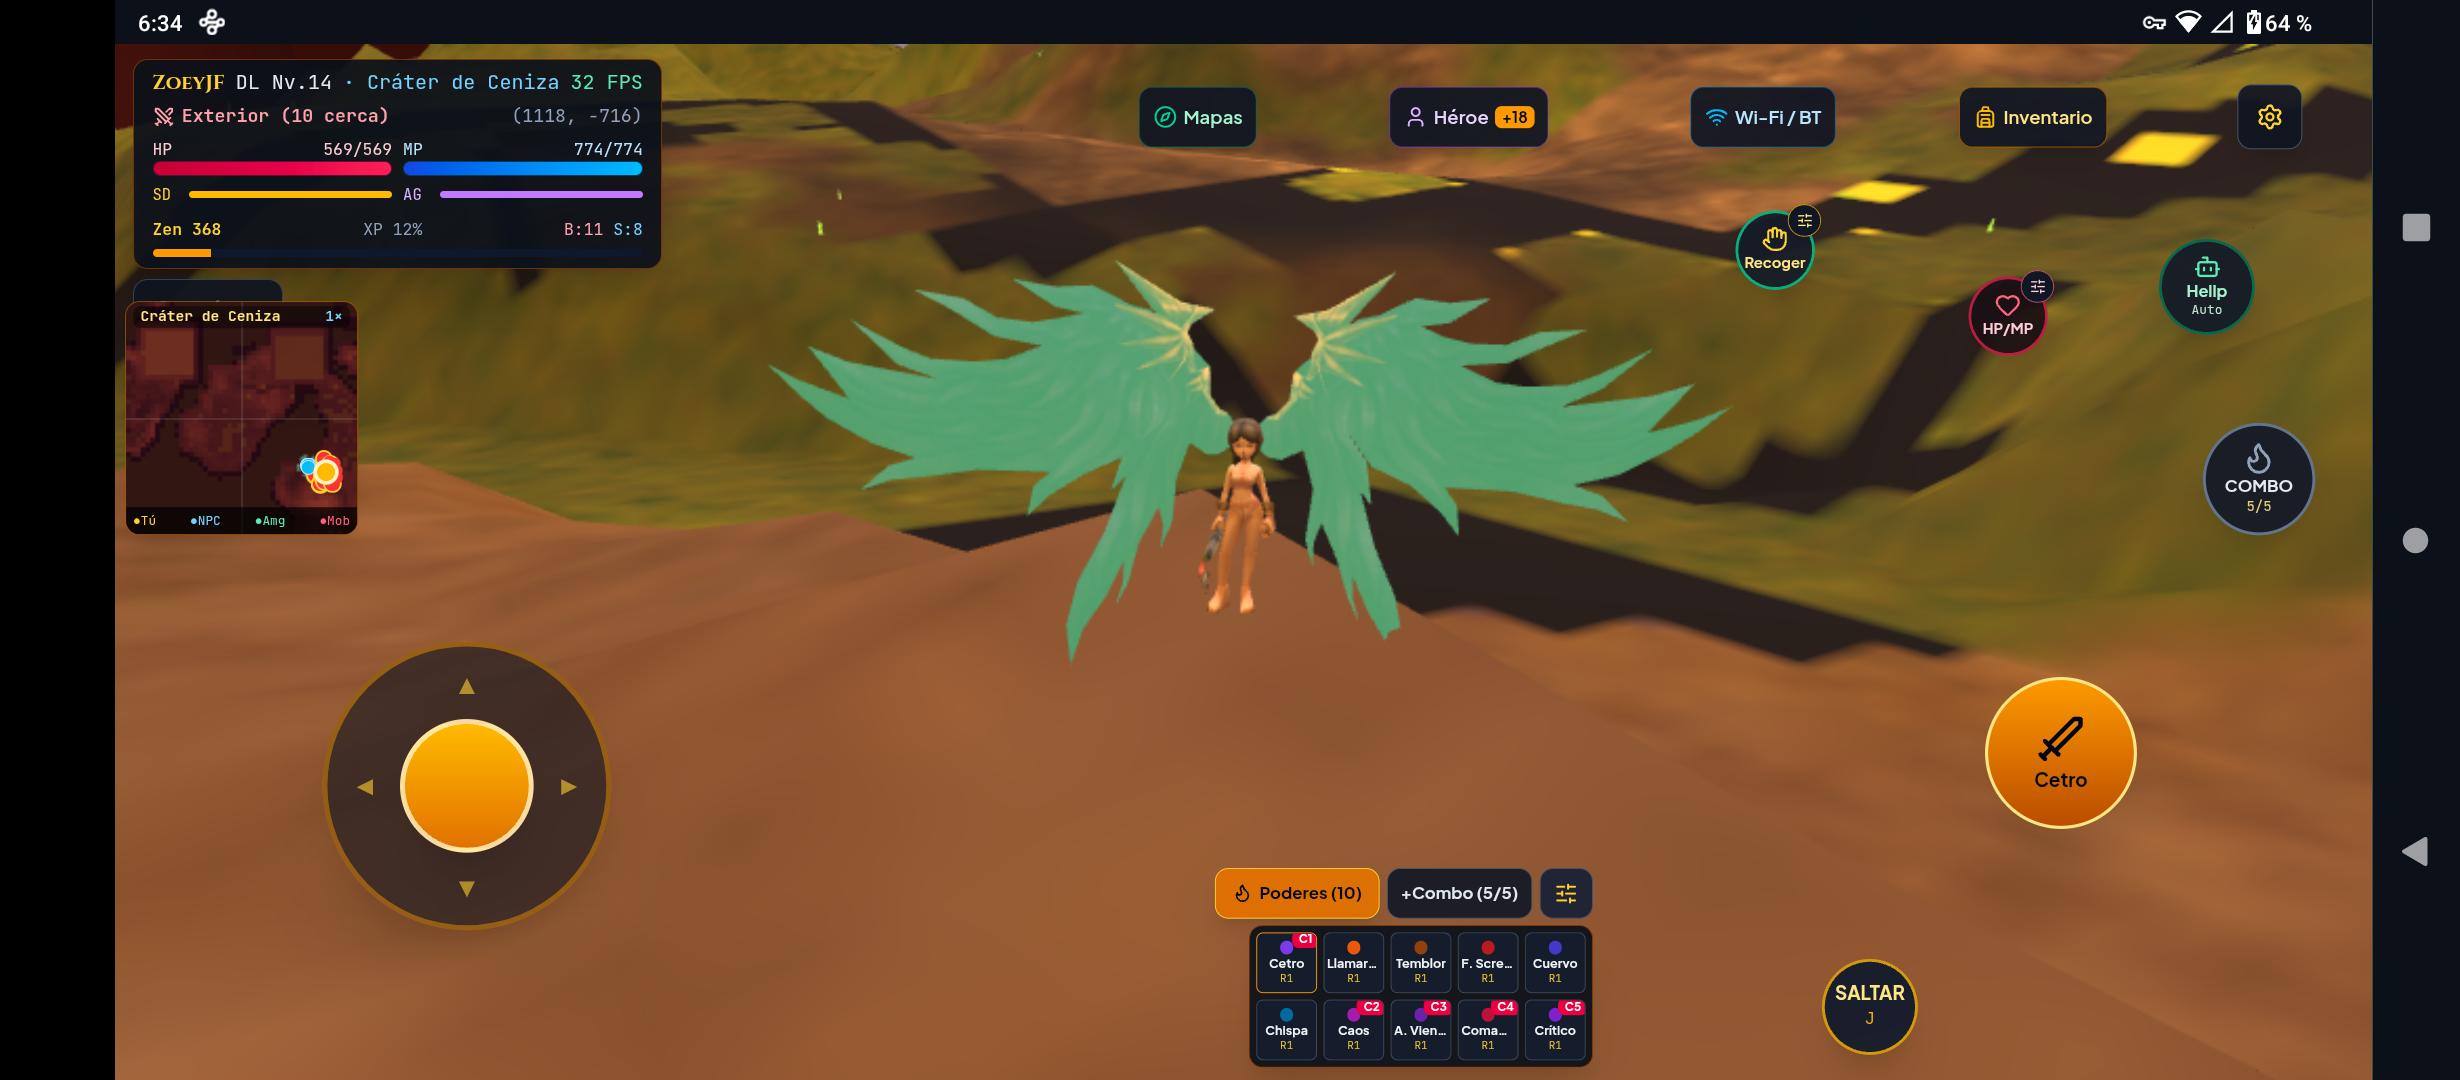 6:34
64 %
ZOEYJF DL Nv.14 · Cráter de Ceniza 32 FPS
Exterior (10 cerca) (1118, -716)
HP 569/569 MP 774/774
SD AG
Zen 368 XP 12% B:11 S:8
Mapas
Héroe +18
Wi-Fi / BT
Inventario
Cráter de Ceniza 1×
●Tú ●NPC ●Amg ●Mob
Recoger
HP/MP
Hellp
Auto
COMBO
5/5
Cetro
Poderes (10) +Combo (5/5)
C1
Cetro Llamar... Temblor F. Scre... Cuervo
R1 R1 R1 R1 R1
C2 C3 C4 C5
Chispa Caos A. Vien... Coma... Crítico
R1 R1 R1 R1 R1
SALTAR
J